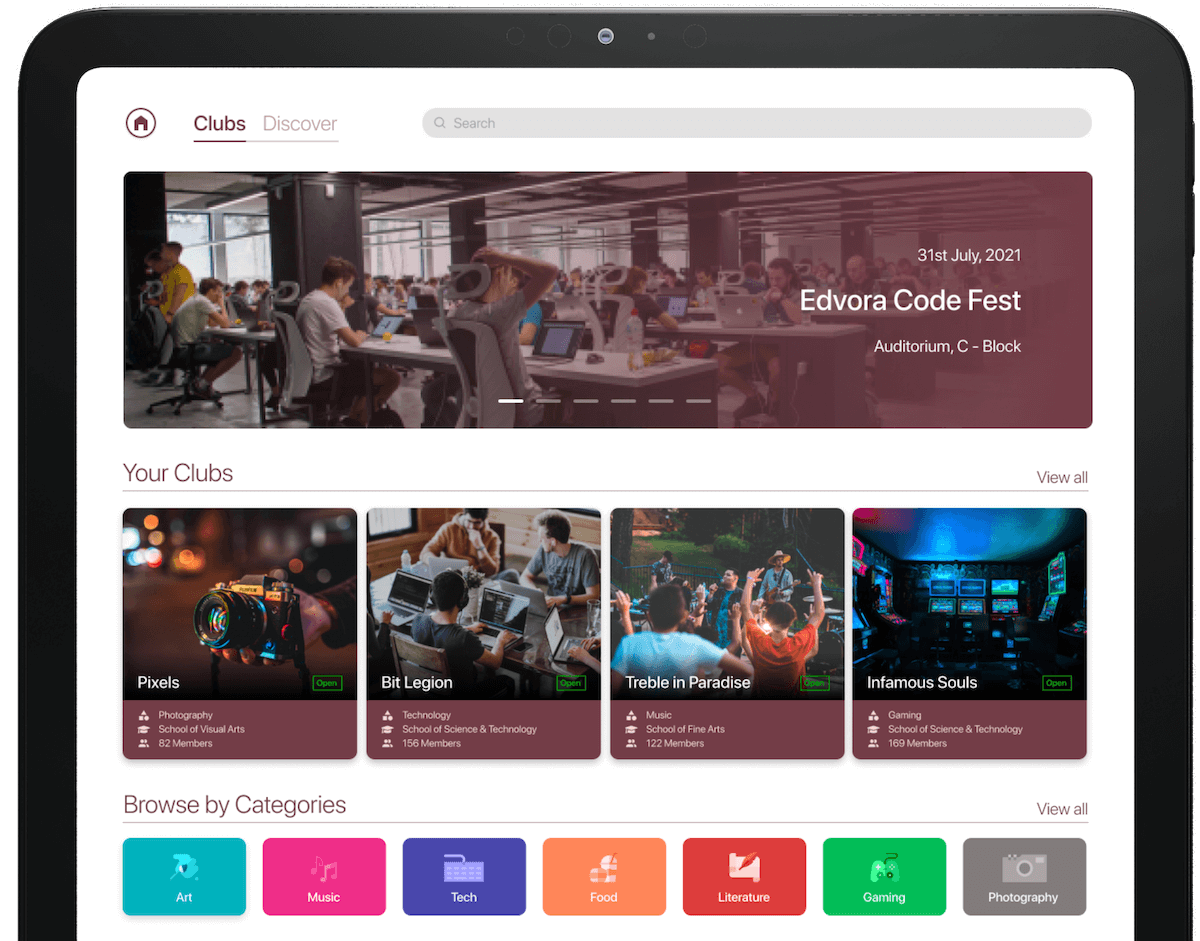 Clubs Discover
Search
31st July, 2021
Edvora Code Fest
Auditorium, C - Block
Your Clubs
View all
Pixels
Open
Photography
School of Visual Arts
82 Members
Bit Legion
Open
Technology
School of Science & Technology
156 Members
Treble in Paradise
Open
Music
School of Fine Arts
122 Members
Infamous Souls
Open
Gaming
School of Science & Technology
169 Members
Browse by Categories
View all
Art
Music
Tech
Food
Literature
Gaming
Photography